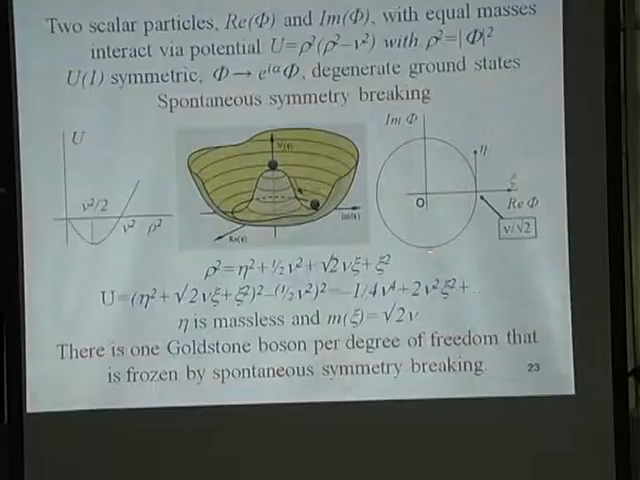 Two scalar particles, Re(Φ) and Im(Φ), with equal masses
interact via potential U=ρ²(ρ²–v²) with ρ²=|Φ|²
U(1) symmetric, Φ→ e^iα Φ, degenerate ground states
Spontaneous symmetry breaking
U
v²/2
v²
ρ²
V(ϕ)
Re(ϕ)
Im(ϕ)
Im Φ
η
ξ
O
Re Φ
v/√2
ρ²=η²+½v²+√2vξ+ξ²
U=(η²+√2vξ+ξ²)²–(½v²)²=–1/4v⁴+2v²ξ²+..
η is massless and m(ξ)=√2v
There is one Goldstone boson per degree of freedom that
is frozen by spontaneous symmetry breaking.
23